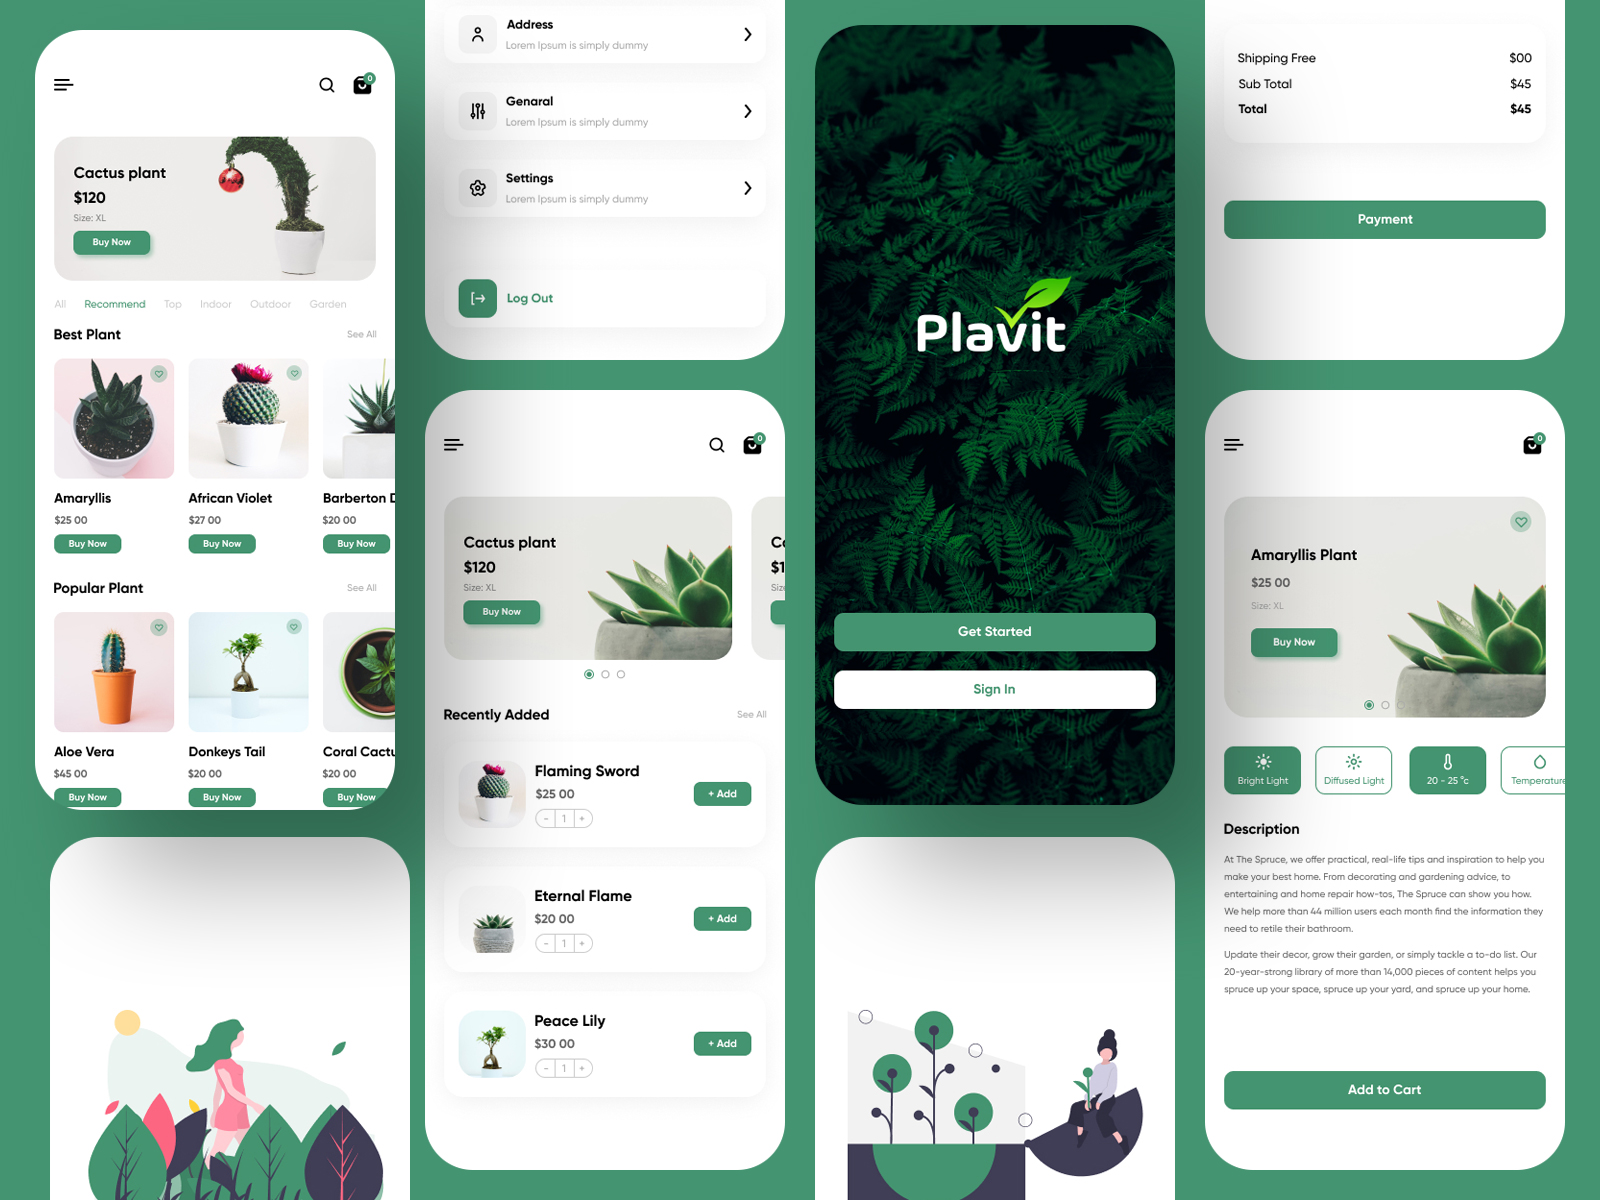 0
Cactus plant
$120
Size: XL
Buy Now
All Recommend Top Indoor Outdoor Garden
Best Plant See All
Amaryllis African Violet Barberton D
$25 00 $27 00 $20 00
Buy Now Buy Now Buy Now
Popular Plant See All
Aloe Vera Donkeys Tail Coral Cactu
$45 00 $20 00 $20 00
Buy Now Buy Now Buy Now
Address
Lorem Ipsum is simply dummy
Genaral
Lorem Ipsum is simply dummy
Settings
Lorem Ipsum is simply dummy
Log Out
0
Cactus plant
$120
Size: XL
Buy Now
Ca
$1
Siz
Recently Added See All
Flaming Sword
$25 00
- 1 +
+ Add
Eternal Flame
$20 00
- 1 +
+ Add
Peace Lily
$30 00
- 1 +
+ Add
Plavit
Get Started
Sign In
Shipping Free $00
Sub Total $45
Total $45
Payment
0
Amaryllis Plant
$25 00
Size: XL
Buy Now
Bright Light Diffused Light 20 - 25 °c Temperature
Description
At The Spruce, we offer practical, real-life tips and inspiration to help you
make your best home. From decorating and gardening advice, to
entertaining and home repair how-tos, The Spruce can show you how.
We help more than 44 million users each month find the information they
need to retile their bathroom.
Update their decor, grow their garden, or simply tackle a to-do list. Our
20-year-strong library of more than 14,000 pieces of content helps you
spruce up your space, spruce up your yard, and spruce up your home.
Add to Cart